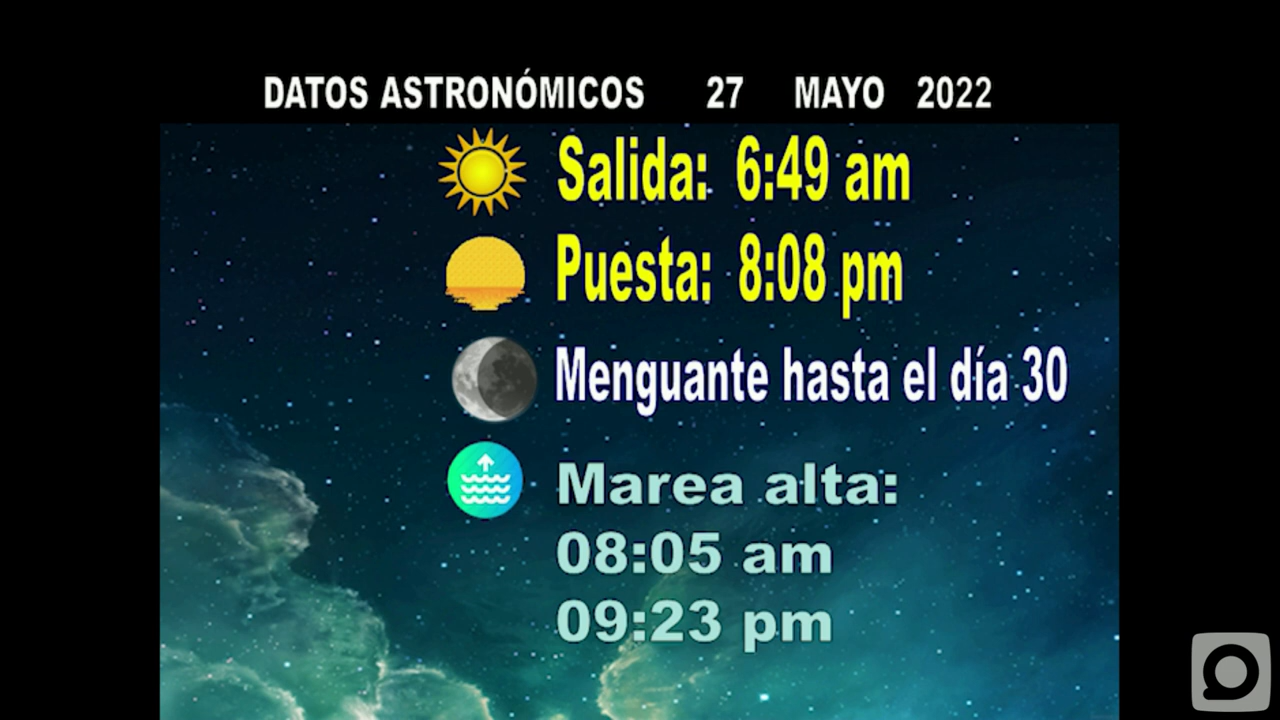 DATOS ASTRONÓMICOS 27 MAYO 2022
Salida: 6:49 am
Puesta: 8:08 pm
Menguante hasta el día 30
Marea alta:
08:05 am
09:23 pm